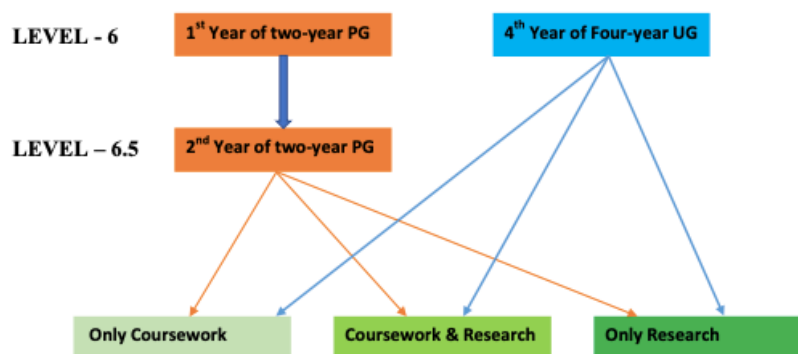 LEVEL - 6
1st Year of two-year PG
4th Year of Four-year UG
LEVEL – 6.5
2nd Year of two-year PG
Only Coursework
Coursework & Research
Only Research